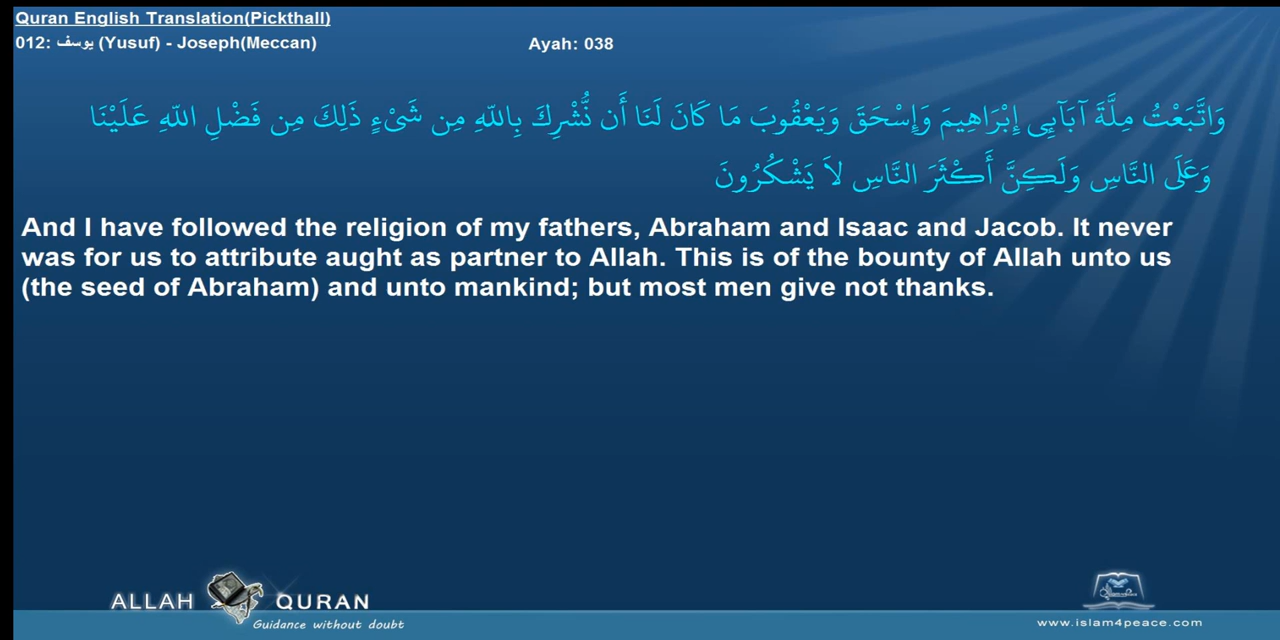 Quran English Translation(Pickthall)
012: يوسف (Yusuf) - Joseph(Meccan) Ayah: 038
وَاتَّبَعْتُ مِلَّةَ آبَآئِى إِبْرَاهِيمَ وَإِسْحَقَ وَيَعْقُوبَ مَا كَانَ لَنَا أَن نُّشْرِكَ بِاللّهِ مِن شَىْءٍ ذَلِكَ مِن فَضْلِ اللّهِ عَلَيْنَا
وَعَلَى النَّاسِ وَلَكِنَّ أَكْثَرَ النَّاسِ لاَ يَشْكُرُونَ
And I have followed the religion of my fathers, Abraham and Isaac and Jacob. It never
was for us to attribute aught as partner to Allah. This is of the bounty of Allah unto us
(the seed of Abraham) and unto mankind; but most men give not thanks.
ALLAH QURAN
Guidance without doubt
www.islam4peace.com